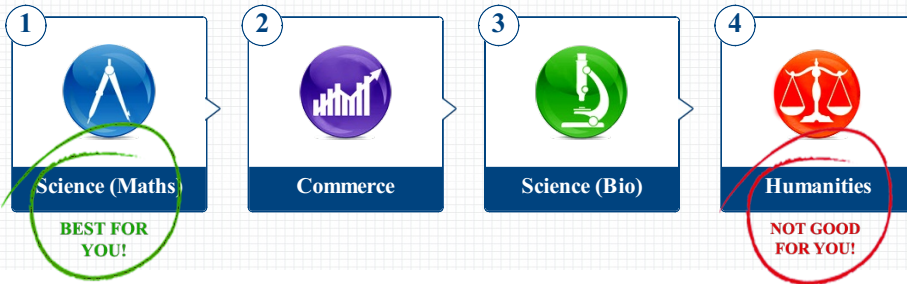 1
2
3
4
Science (Maths)
Commerce
Science (Bio)
Humanities
BEST FOR
YOU!
NOT GOOD
FOR YOU!